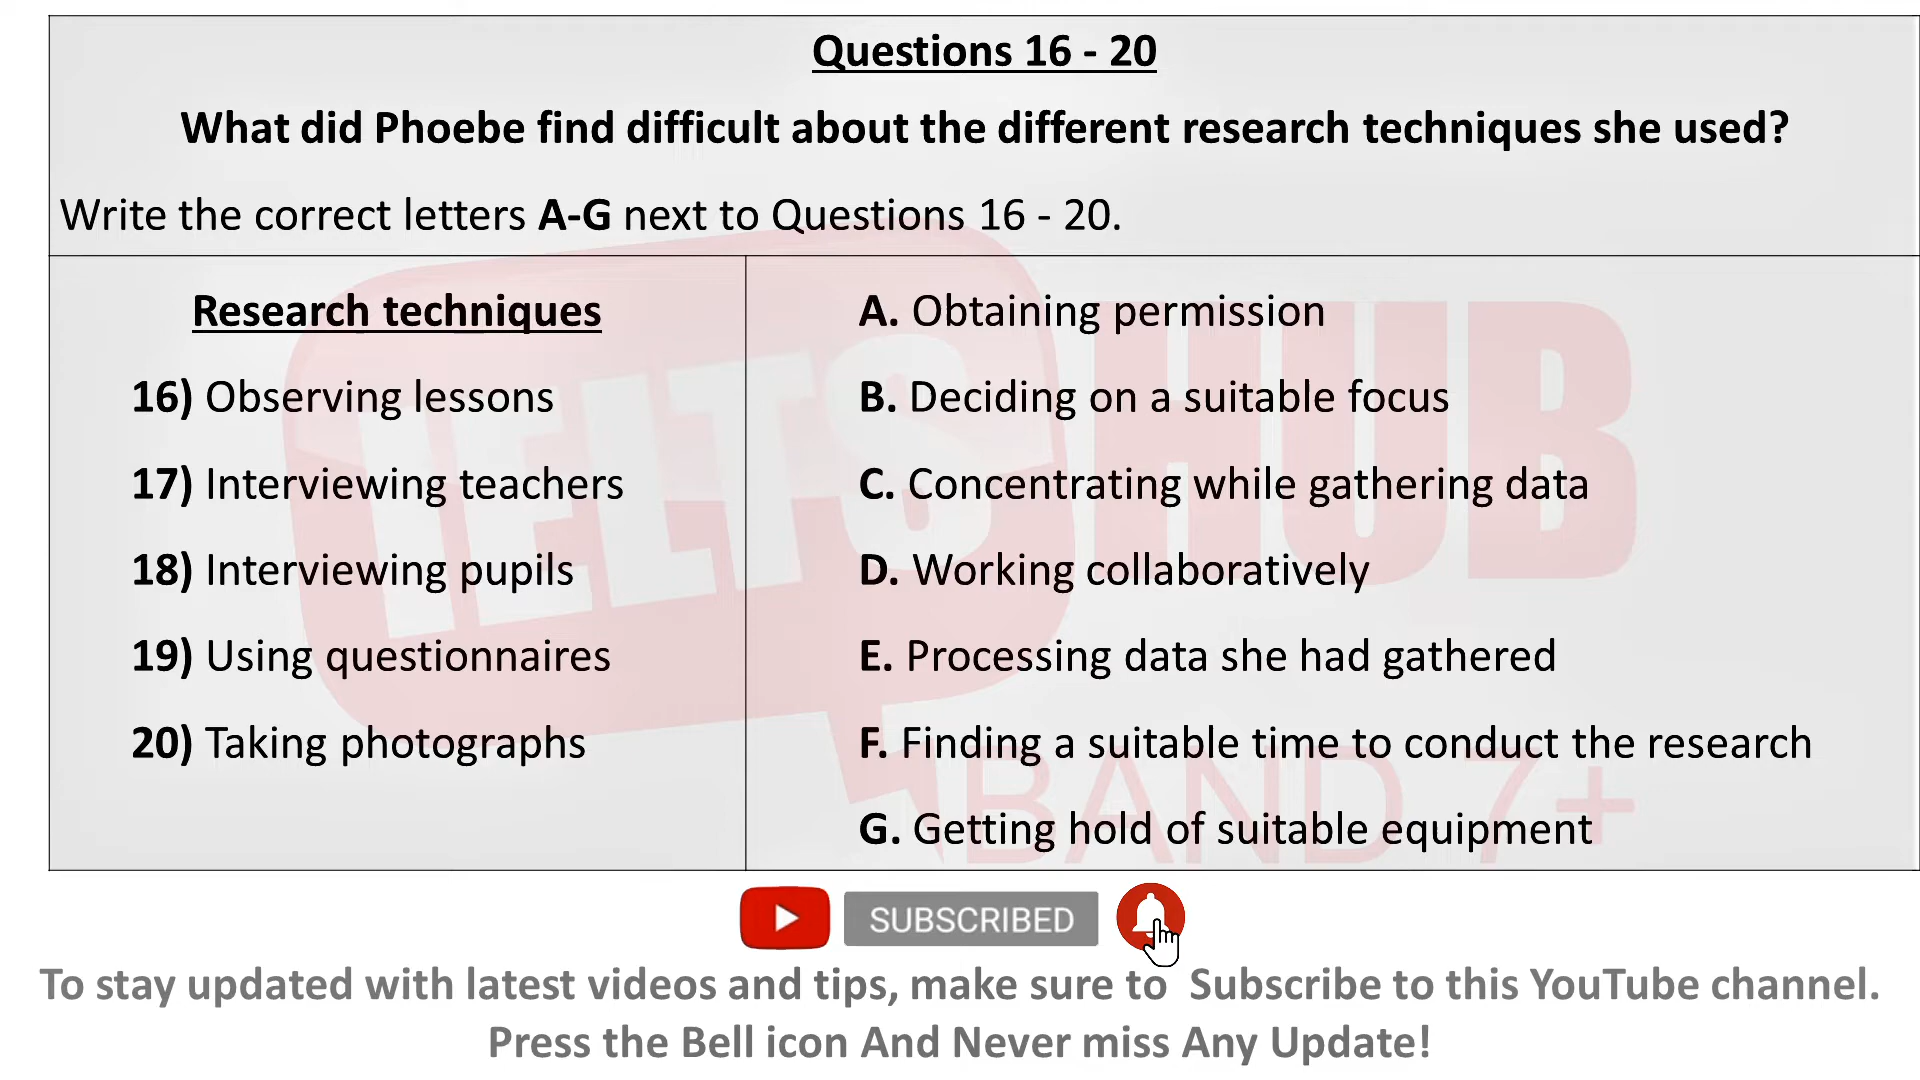 Questions 16 - 20
What did Phoebe find difficult about the different research techniques she used?
Write the correct letters A-G next to Questions 16 - 20.
Research techniques
16) Observing lessons
17) Interviewing teachers
18) Interviewing pupils
19) Using questionnaires
20) Taking photographs
A. Obtaining permission
B. Deciding on a suitable focus
C. Concentrating while gathering data
D. Working collaboratively
E. Processing data she had gathered
F. Finding a suitable time to conduct the research
G. Getting hold of suitable equipment
IELTS HUB
BAND 7+
SUBSCRIBED
To stay updated with latest videos and tips, make sure to Subscribe to this YouTube channel.
Press the Bell icon And Never miss Any Update!